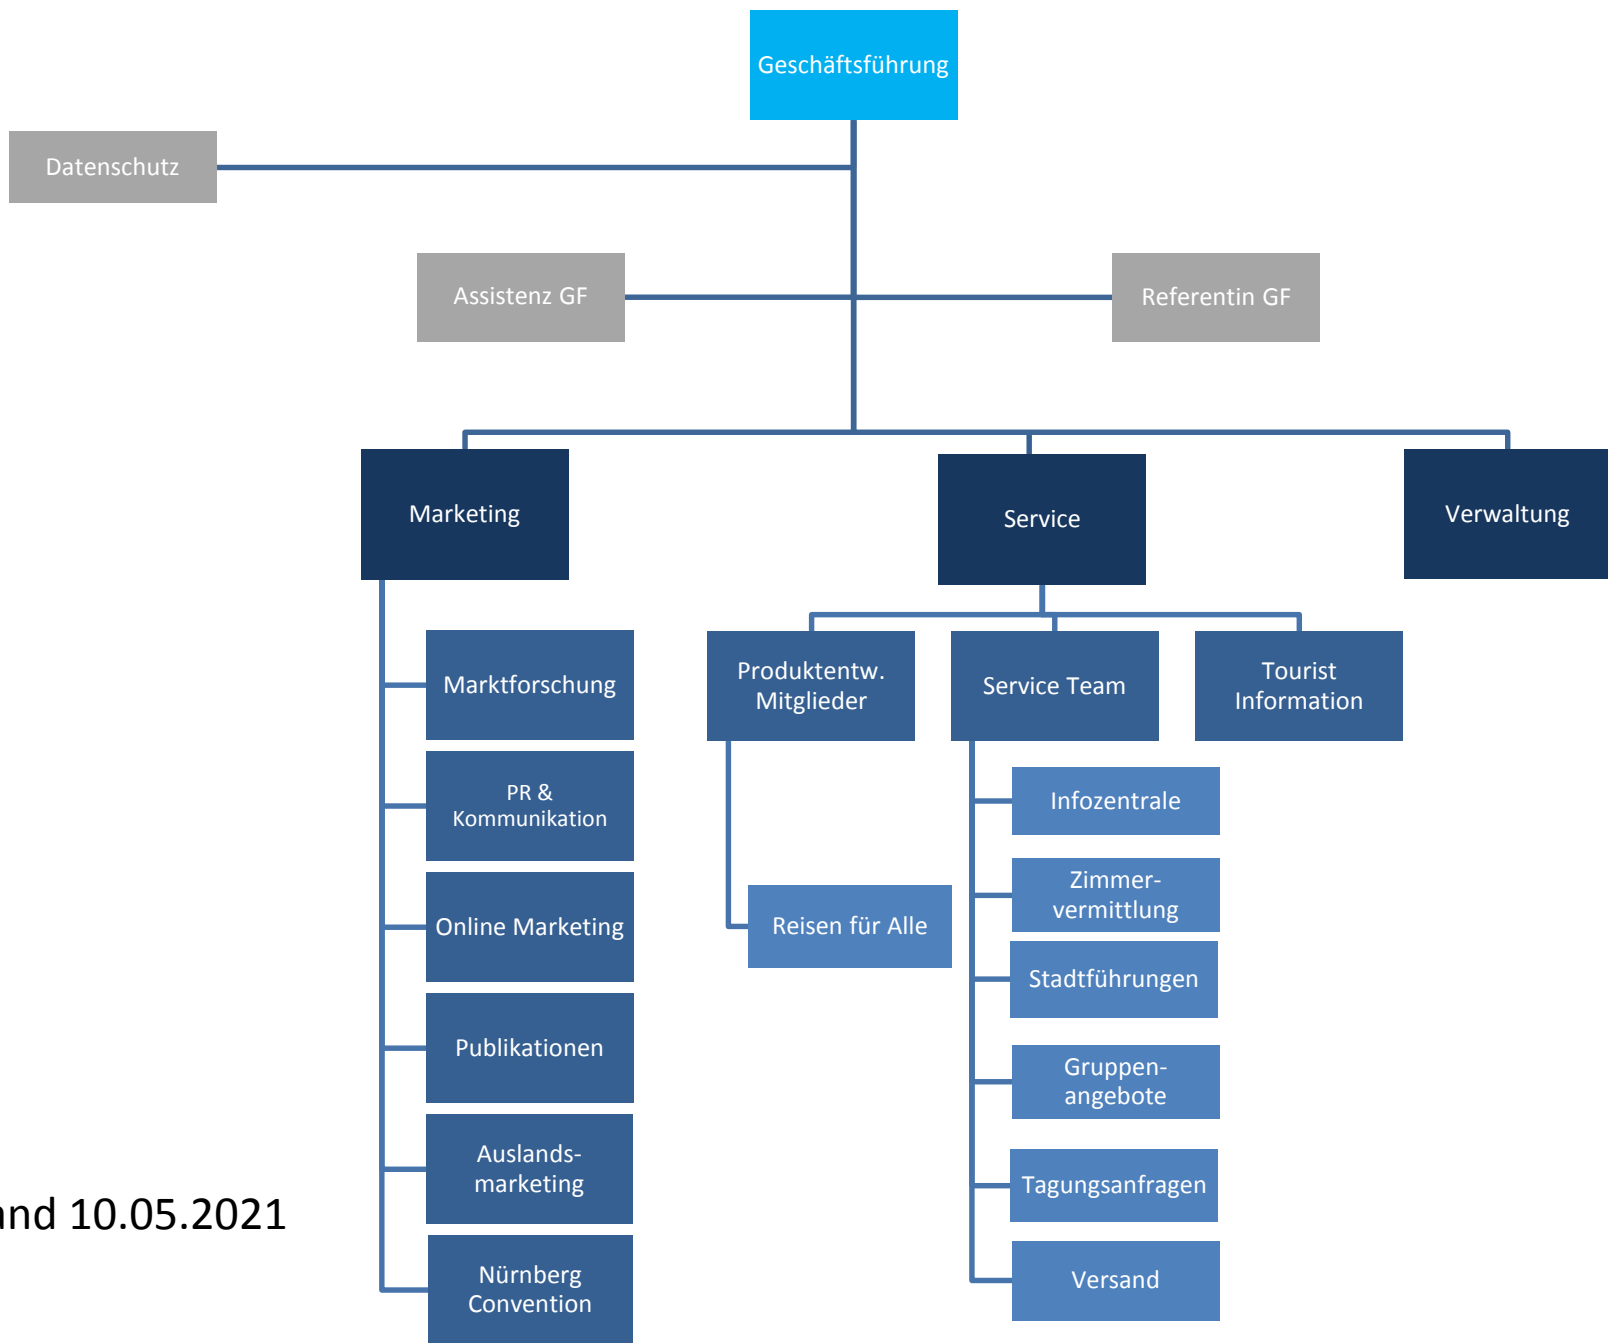 Geschäftsführung
Datenschutz
Assistenz GF
Referentin GF
Marketing
Service
Verwaltung
Marktforschung
PR &
Kommunikation
Online Marketing
Publikationen
Auslands-
marketing
Nürnberg
Convention
Produktentw.
Mitglieder
Reisen für Alle
Service Team
Infozentrale
Zimmer-
vermittlung
Stadtführungen
Gruppen-
angebote
Tagungsanfragen
Versand
Tourist
Information
and 10.05.2021